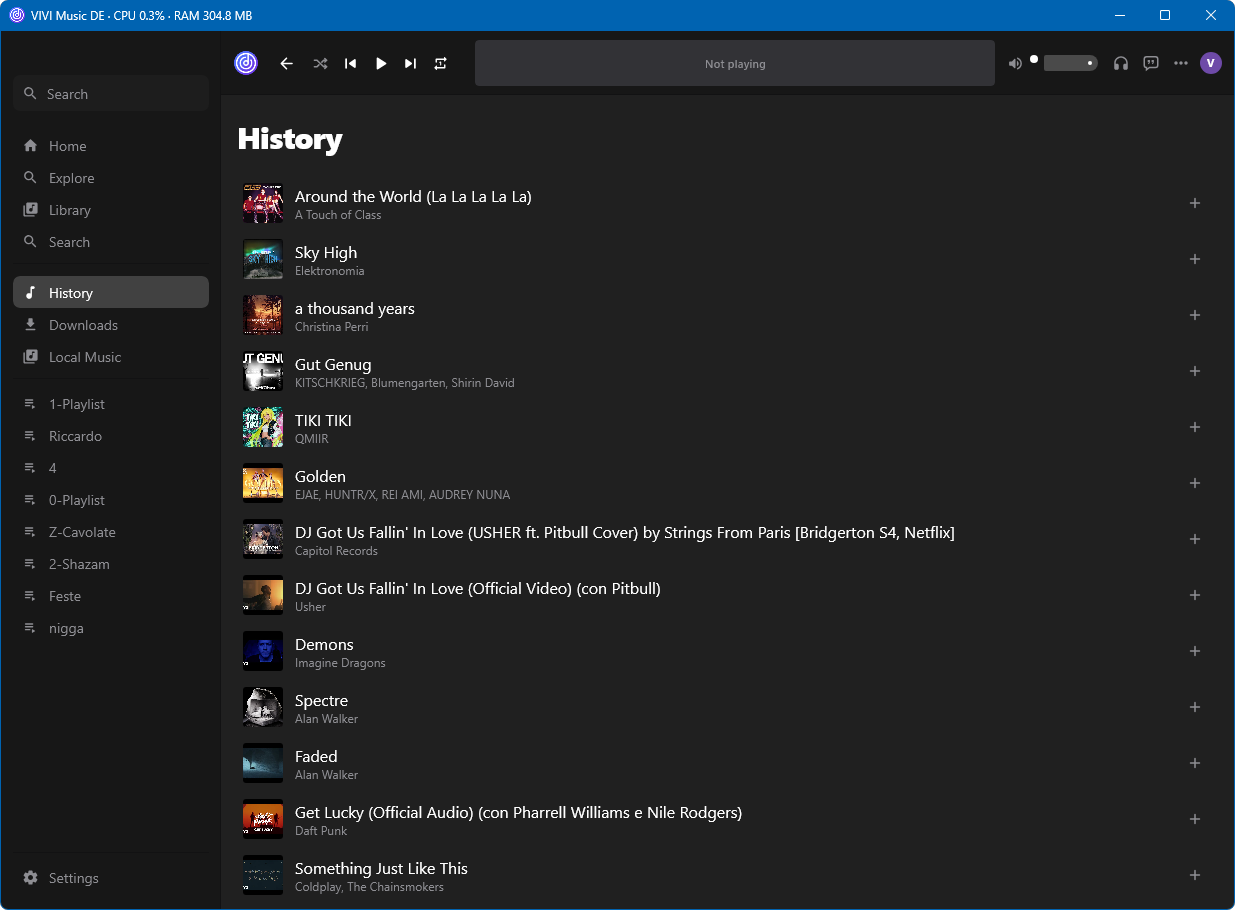 VIVI Music DE · CPU 0.3% · RAM 304.8 MB
Not playing
V
Search
Home
Explore
Library
Search
History
Downloads
Local Music
1-Playlist
Riccardo
4
0-Playlist
Z-Cavolate
2-Shazam
Feste
nigga
Settings
History
Around the World (La La La La La)
A Touch of Class
Sky High
Elektronomia
a thousand years
Christina Perri
Gut Genug
KITSCHKRIEG, Blumengarten, Shirin David
TIKI TIKI
QMIIR
Golden
EJAE, HUNTR/X, REI AMI, AUDREY NUNA
DJ Got Us Fallin' In Love (USHER ft. Pitbull Cover) by Strings From Paris [Bridgerton S4, Netflix]
Capitol Records
DJ Got Us Fallin' In Love (Official Video) (con Pitbull)
Usher
Demons
Imagine Dragons
Spectre
Alan Walker
Faded
Alan Walker
Get Lucky (Official Audio) (con Pharrell Williams e Nile Rodgers)
Daft Punk
Something Just Like This
Coldplay, The Chainsmokers